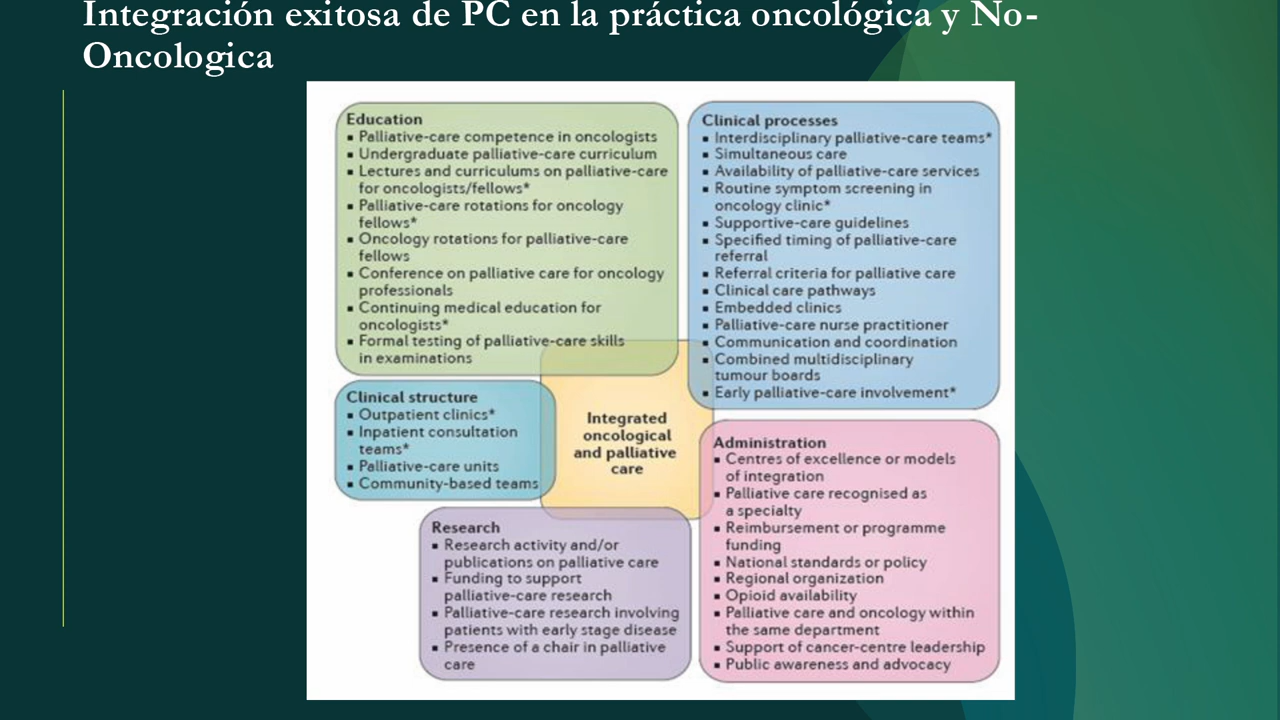 Integración exitosa de PC en la práctica oncológica y No-
Oncologica
Education
▪ Palliative-care competence in oncologists
▪ Undergraduate palliative-care curriculum
▪ Lectures and curriculums on palliative-care
for oncologists/fellows*
▪ Palliative-care rotations for oncology
fellows*
▪ Oncology rotations for palliative-care
fellows
▪ Conference on palliative care for oncology
professionals
▪ Continuing medical education for
oncologists*
▪ Formal testing of palliative-care skills
in examinations
Clinical processes
▪ Interdisciplinary palliative-care teams*
▪ Simultaneous care
▪ Availability of palliative-care services
▪ Routine symptom screening in
oncology clinic*
▪ Supportive-care guidelines
▪ Specified timing of palliative-care
referral
▪ Referral criteria for palliative care
▪ Clinical care pathways
▪ Embedded clinics
▪ Palliative-care nurse practitioner
▪ Communication and coordination
▪ Combined multidisciplinary
tumour boards
▪ Early palliative-care involvement*
Clinical structure
▪ Outpatient clinics*
▪ Inpatient consultation
teams*
▪ Palliative-care units
▪ Community-based teams
Integrated
oncological
and palliative
care
Administration
▪ Centres of excellence or models
of integration
▪ Palliative care recognised as
a specialty
▪ Reimbursement or programme
funding
▪ National standards or policy
▪ Regional organization
▪ Opioid availability
▪ Palliative care and oncology within
the same department
▪ Support of cancer-centre leadership
▪ Public awareness and advocacy
Research
▪ Research activity and/or
publications on palliative care
▪ Funding to support
palliative-care research
▪ Palliative-care research involving
patients with early stage disease
▪ Presence of a chair in palliative
care